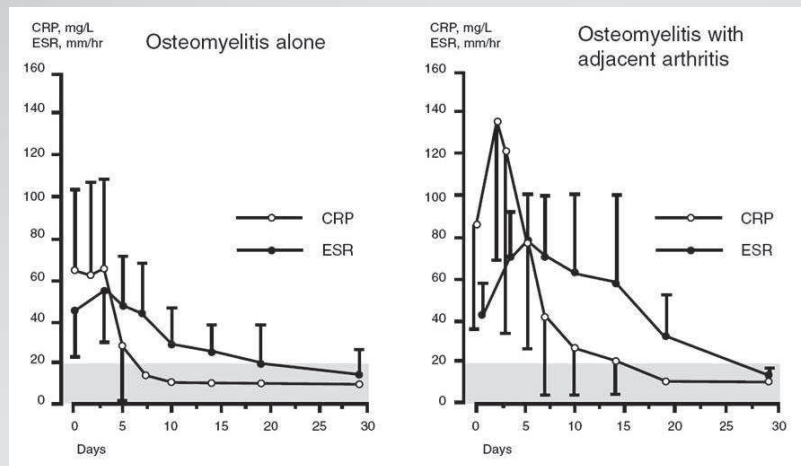 CRP, mg/L
ESR, mm/hr
Osteomyelitis alone
160
140
120
100
80
60
40
20
0
CRP
ESR
0 5 10 15 20 25 30
Days
CRP, mg/L
ESR, mm/hr
Osteomyelitis with
adjacent arthritis
160
140
120
100
80
60
40
20
0
CRP
ESR
0 5 10 15 20 25 30
Days